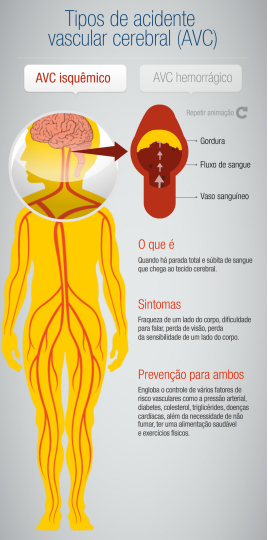 Tipos de acidente
vascular cerebral (AVC)
AVC isquêmico
AVC hemorrágico
Repetir animação
Gordura
Fluxo de sangue
Vaso sanguíneo
O que é
Quando há parada total e súbita de sangue
que chega ao tecido cerebral.
Sintomas
Fraqueza de um lado do corpo, dificuldade
para falar, perda de visão, perda
da sensibilidade de um lado do corpo.
Prevenção para ambos
Engloba o controle de vários fatores de
risco vasculares como a pressão arterial,
diabetes, colesterol, triglicérides, doenças
cardíacas, além da necessidade de não
fumar, ter uma alimentação saudável
e exercícios físicos.